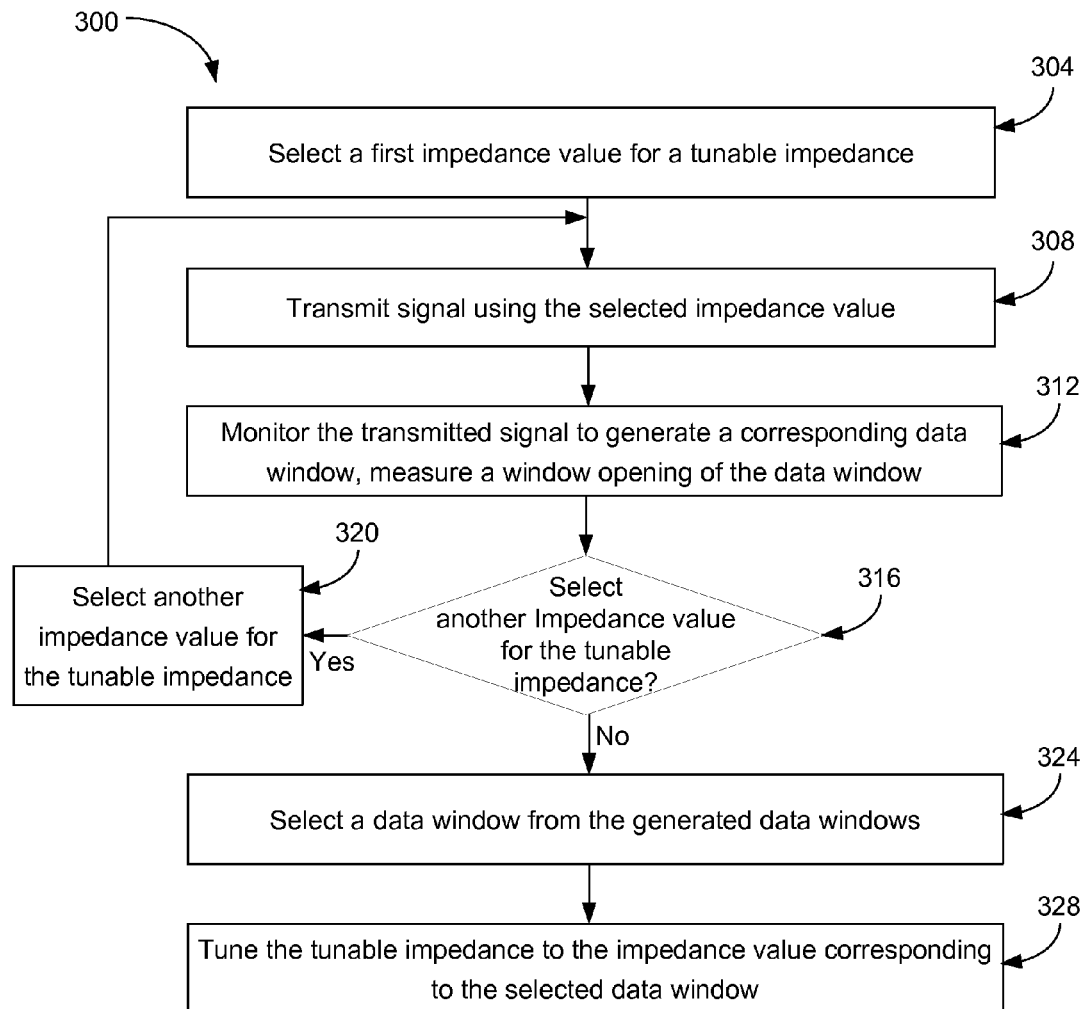 300
304
Select a first impedance value for a tunable impedance
308
Transmit signal using the selected impedance value
312
Monitor the transmitted signal to generate a corresponding data
window, measure a window opening of the data window
320
Select another
impedance value for
the tunable impedance
316
Select
another Impedance value
for the tunable
impedance?
Yes
No
324
Select a data window from the generated data windows
328
Tune the tunable impedance to the impedance value corresponding
to the selected data window